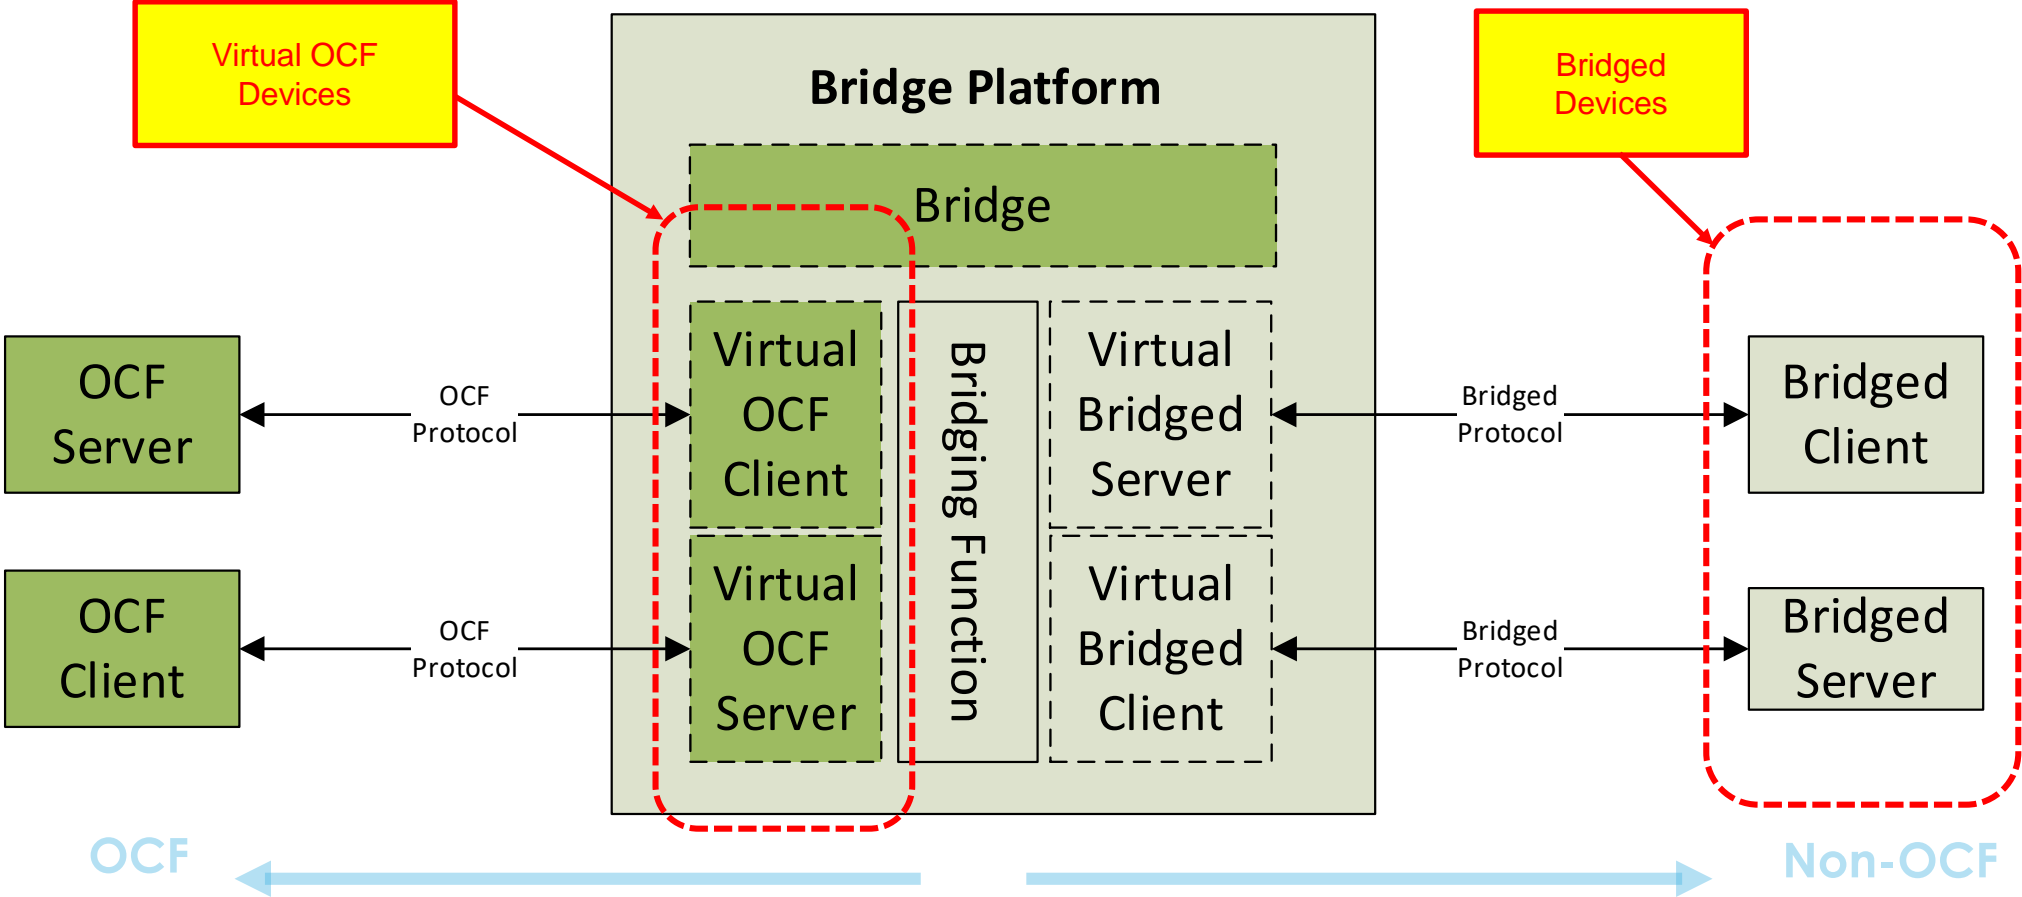 Virtual OCF
Devices
Bridge Platform
Bridged
Devices
Bridge
OCF
Server
OCF
Protocol
Virtual
OCF
Client
Bridging Function
Virtual
Bridged
Server
Bridged
Protocol
Bridged
Client
OCF
Client
OCF
Protocol
Virtual
OCF
Server
Virtual
Bridged
Client
Bridged
Protocol
Bridged
Server
OCF
Non-OCF